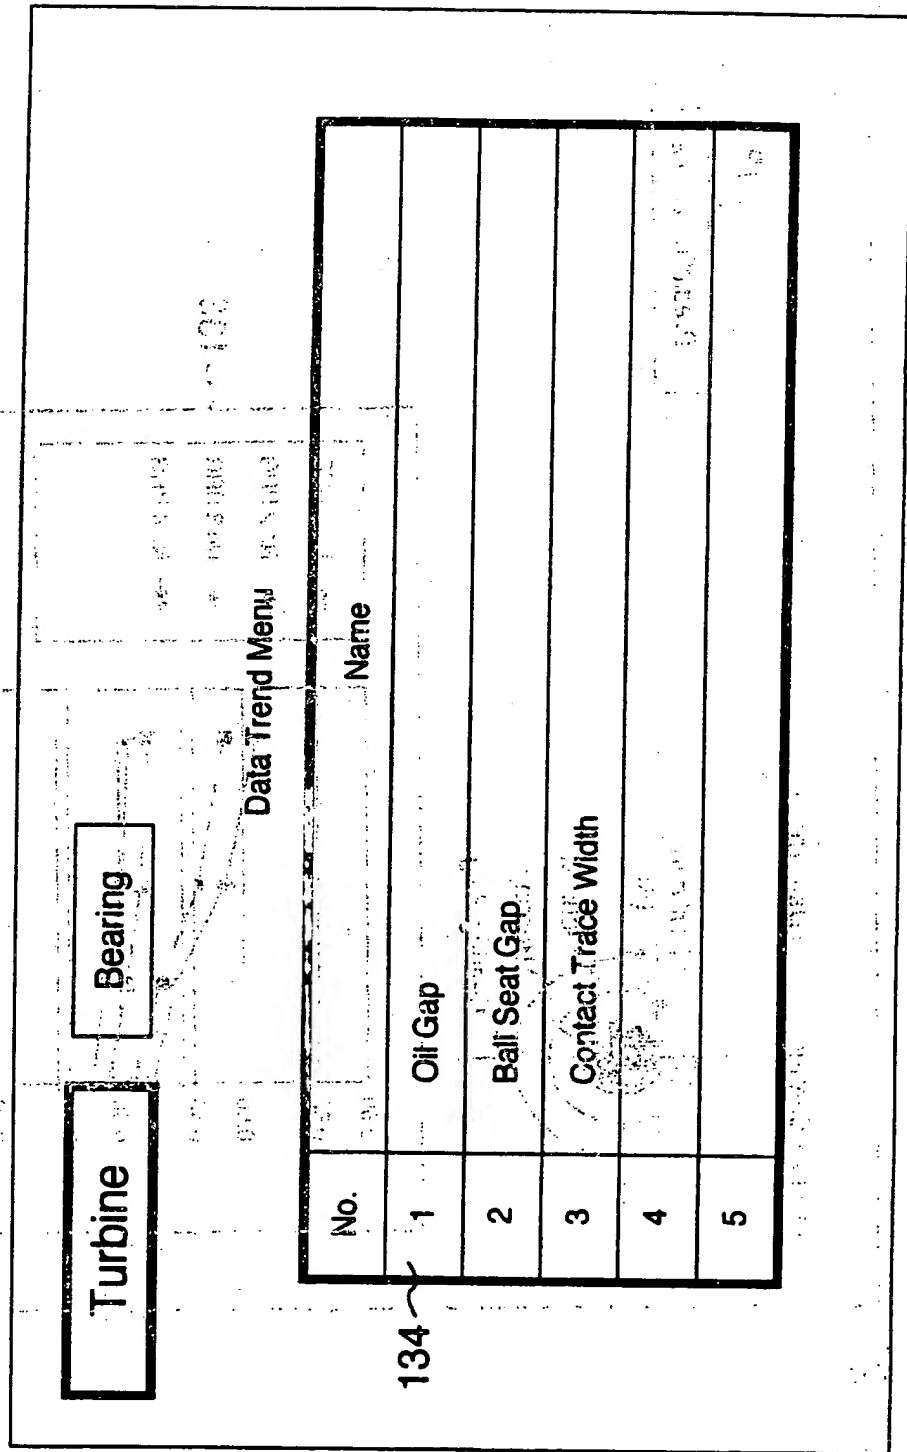 Turbine
Bearing
Data Trend Menu
No. Name
134
1 Oil Gap
2 Ball Seat Gap
3 Contact Trace Width
4
5